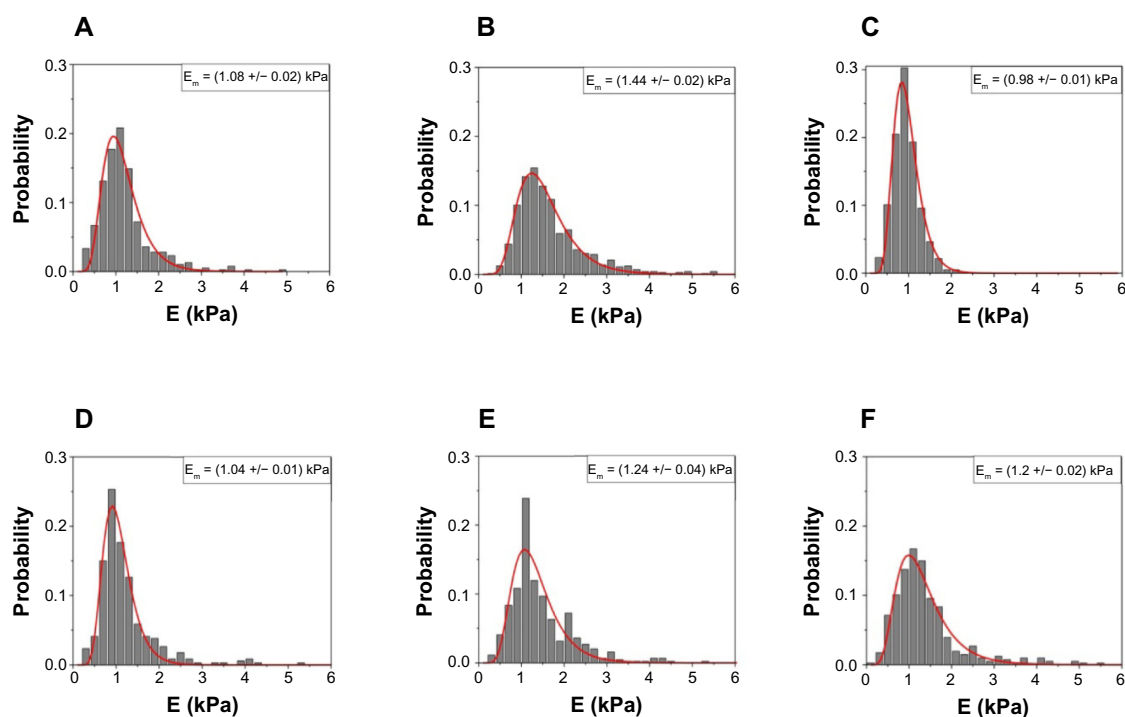 A
B
C
E_m = (1.08 +/− 0.02) kPa
E_m = (1.44 +/− 0.02) kPa
E_m = (0.98 +/− 0.01) kPa
Probability
0.3
0.2
0.1
0.0
0 1 2 3 4 5 6
E (kPa)
Probability
0.3
0.2
0.1
0.0
0 1 2 3 4 5 6
E (kPa)
Probability
0.3
0.2
0.1
0.0
0 1 2 3 4 5 6
E (kPa)
D
E
F
E_m = (1.04 +/− 0.01) kPa
E_m = (1.24 +/− 0.04) kPa
E_m = (1.2 +/− 0.02) kPa
Probability
0.3
0.2
0.1
0.0
0 1 2 3 4 5 6
E (kPa)
Probability
0.3
0.2
0.1
0.0
0 1 2 3 4 5 6
E (kPa)
Probability
0.3
0.2
0.1
0.0
0 1 2 3 4 5 6
E (kPa)